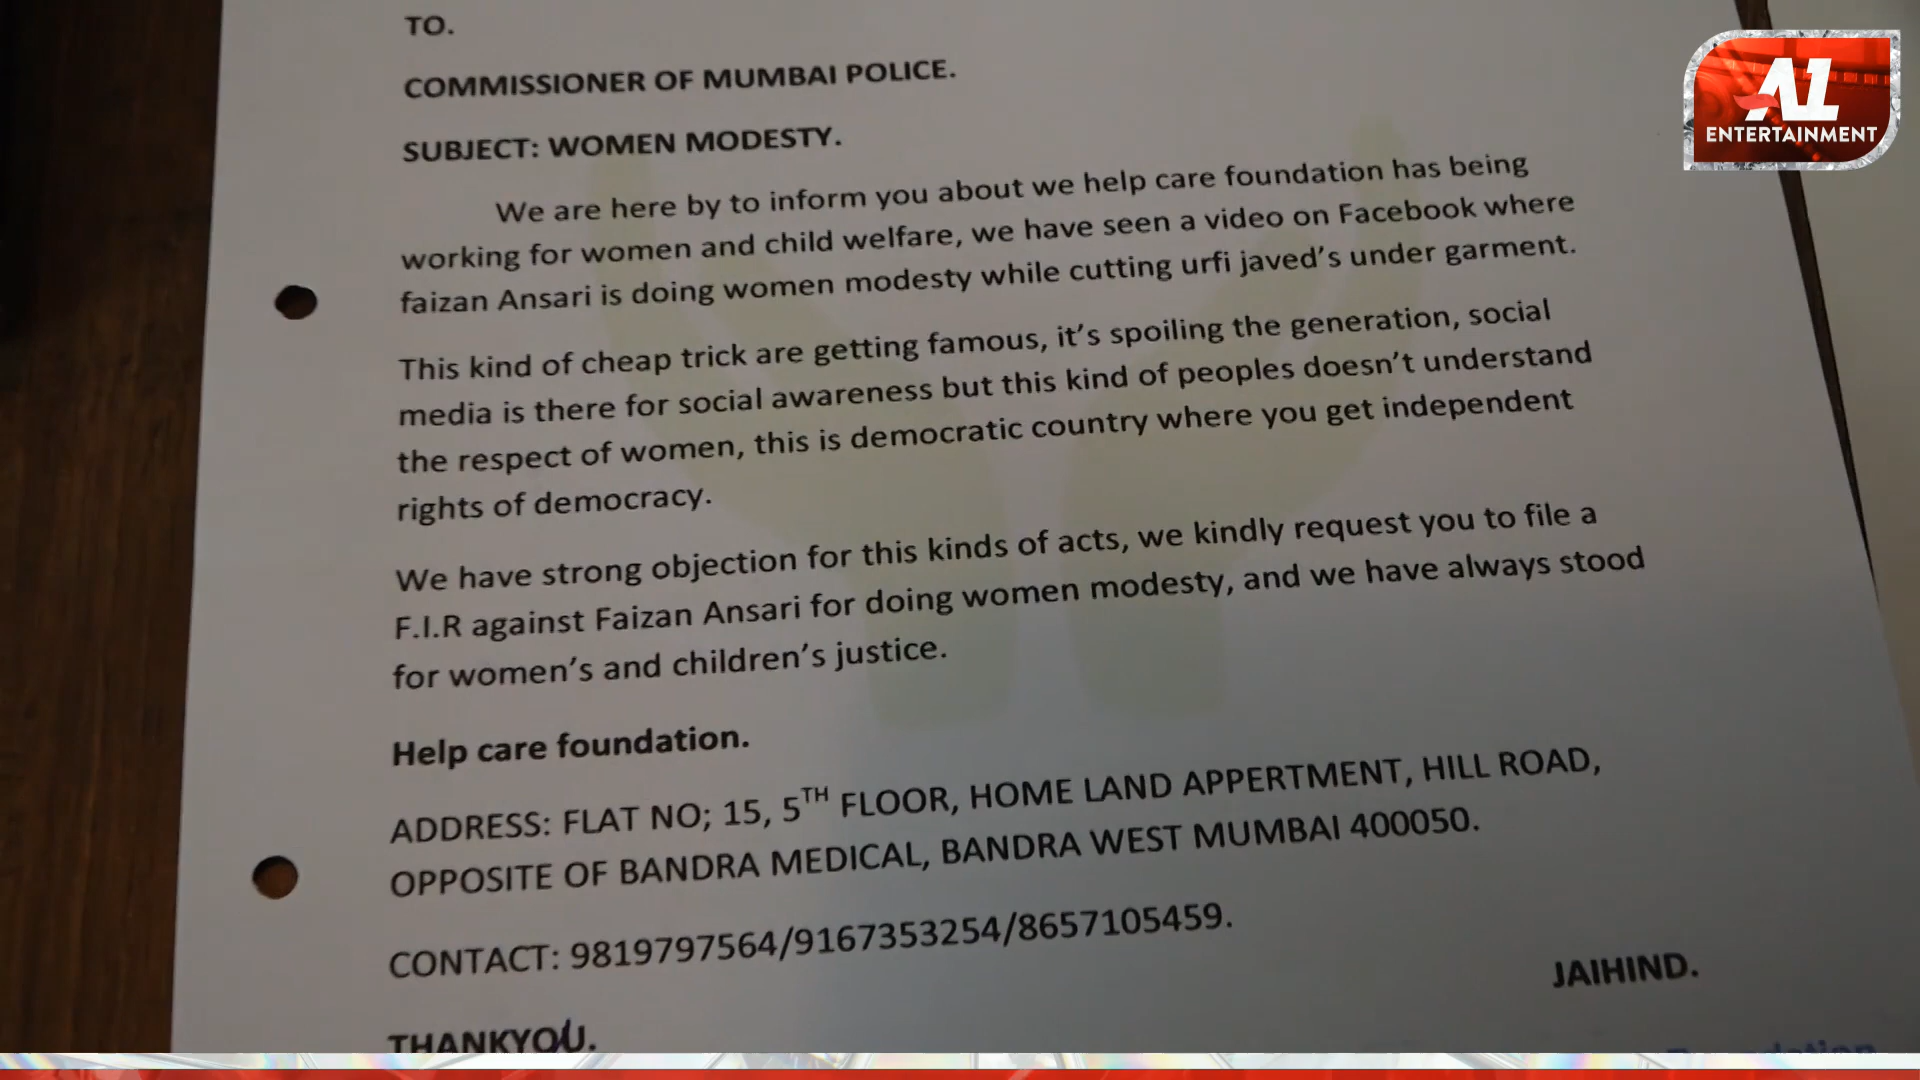 TO.
COMMISSIONER OF MUMBAI POLICE.
SUBJECT: WOMEN MODESTY.
We are here by to inform you about we help care foundation has being
working for women and child welfare, we have seen a video on Facebook where
faizan Ansari is doing women modesty while cutting urfi javed's under garment.
This kind of cheap trick are getting famous, it's spoiling the generation, social
media is there for social awareness but this kind of peoples doesn't understand
the respect of women, this is democratic country where you get independent
rights of democracy.
We have strong objection for this kinds of acts, we kindly request you to file a
F.I.R against Faizan Ansari for doing women modesty, and we have always stood
for women's and children's justice.
Help care foundation.
ADDRESS: FLAT NO; 15, 5TH FLOOR, HOME LAND APPERTMENT, HILL ROAD,
OPPOSITE OF BANDRA MEDICAL, BANDRA WEST MUMBAI 400050.
CONTACT: 9819797564/9167353254/8657105459.
JAIHIND.
THANKYOU.
A1
ENTERTAINMENT